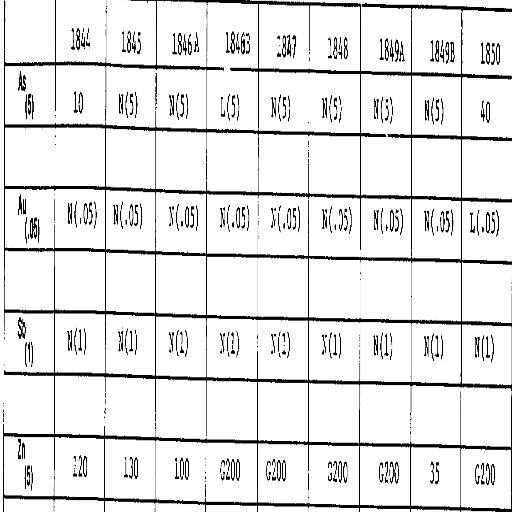 1844 1845 1846A 1846B 1847 1848 1849A 1849B 1850
As (5) 10 N(5) N(5) L(5) N(5) N(5) N(5) N(5) 40
Au (.05) N(.05) N(.05) N(.05) N(.05) N(.05) N(.05) N(.05) N(.05) L(.05)
Sb (1) N(1) N(1) N(1) N(1) N(1) N(1) N(1) N(1) N(1)
Zn (5) 120 130 100 G200 G200 G200 G200 35 G200